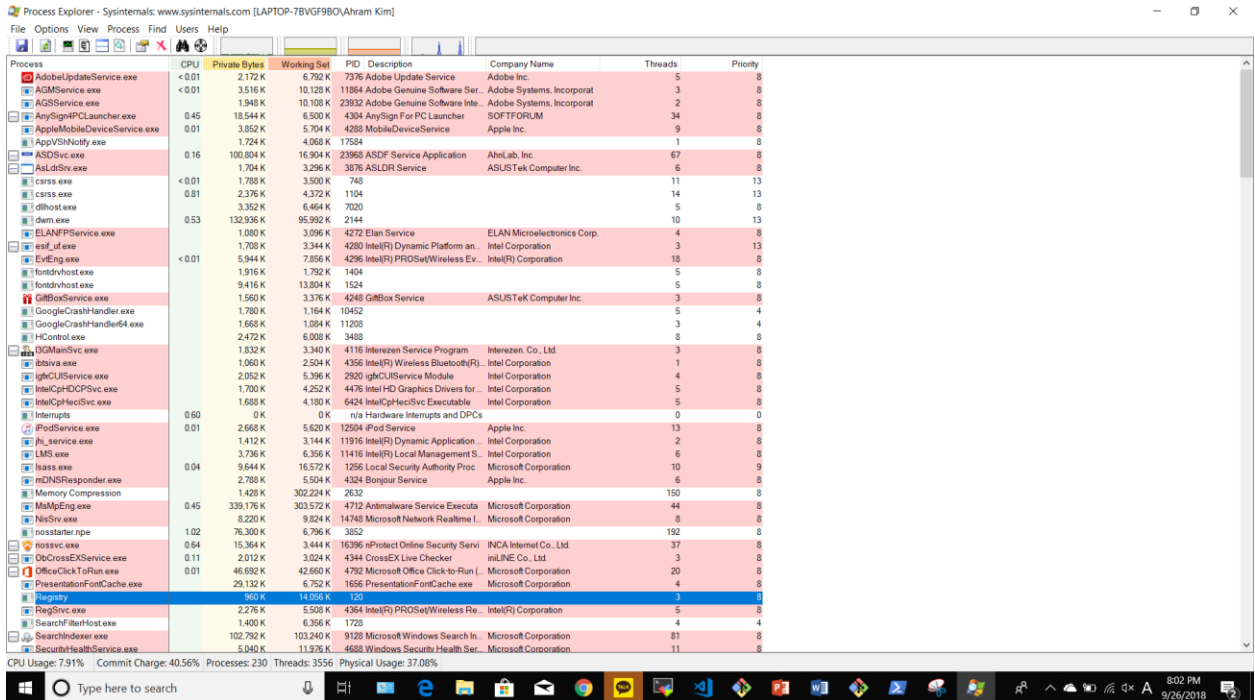 Process Explorer - Sysinternals: www.sysinternals.com [LAPTOP-7BVGF9BO\Ahram Kim]
File Options View Process Find Users Help
Process CPU Private Bytes Working Set PID Description Company Name Threads Priority
AdobeUpdateService.exe < 0.01 2,172 K 6,792 K 7376 Adobe Update Service Adobe Inc. 5 8
AGMService.exe < 0.01 3,516 K 10,128 K 11864 Adobe Genuine Software Ser... Adobe Systems, Incorporat 3 8
AGSService.exe 1,948 K 10,108 K 23932 Adobe Genuine Software Inte... Adobe Systems, Incorporat 2 8
AnySign4PCLauncher.exe 0.45 18,544 K 6,500 K 4304 AnySign For PC Launcher SOFTFORUM 34 8
AppleMobileDeviceService.exe 0.01 3,852 K 5,704 K 4288 MobileDeviceService Apple Inc. 9 8
AppVShNotify.exe 1,724 K 4,068 K 17584 1 8
ASDSvc.exe 0.16 100,804 K 16,904 K 23968 ASDF Service Application AhnLab, Inc. 67 8
AsLdrSrv.exe 1,704 K 3,296 K 3876 ASLDR Service ASUSTek Computer Inc. 6 8
csrss.exe < 0.01 1,788 K 3,500 K 748 11 13
csrss.exe 0.81 2,376 K 4,372 K 1104 14 13
dllhost.exe 3,352 K 6,464 K 7020 5 8
dwm.exe 0.53 132,936 K 95,992 K 2144 10 13
ELANFPService.exe 1,080 K 3,096 K 4272 Elan Service ELAN Microelectronics Corp. 4 8
esif_uf.exe 1,708 K 3,344 K 4280 Intel(R) Dynamic Platform an... Intel Corporation 3 13
EvtEng.exe < 0.01 5,944 K 7,856 K 4296 Intel(R) PROSet/Wireless Ev... Intel(R) Corporation 18 8
fontdrvhost.exe 1,916 K 1,792 K 1404 5 8
fontdrvhost.exe 9,416 K 13,804 K 1524 5 8
GiftBoxService.exe 1,560 K 3,376 K 4248 GiftBox Service ASUSTeK Computer Inc. 3 8
GoogleCrashHandler.exe 1,780 K 1,164 K 10452 5 4
GoogleCrashHandler64.exe 1,668 K 1,084 K 11208 3 4
HControl.exe 2,472 K 6,008 K 3488 8 8
I3GMainSvc.exe 1,832 K 3,340 K 4116 Interezen Service Program Interezen. Co., Ltd. 3 8
ibtsiva.exe 1,060 K 2,504 K 4356 Intel(R) Wireless Bluetooth(R)... Intel Corporation 1 8
igfxCUIService.exe 2,052 K 5,396 K 2920 igfxCUIService Module Intel Corporation 4 8
IntelCpHDCPSvc.exe 1,700 K 4,252 K 4476 Intel HD Graphics Drivers for ... Intel Corporation 5 8
IntelCpHeciSvc.exe 1,688 K 4,180 K 6424 IntelCpHeciSvc Executable Intel Corporation 5 8
Interrupts 0.60 0 K 0 K n/a Hardware Interrupts and DPCs 0 0
iPodService.exe 0.01 2,668 K 5,620 K 12504 iPod Service Apple Inc. 13 8
jhi_service.exe 1,412 K 3,144 K 11916 Intel(R) Dynamic Application ... Intel Corporation 2 8
LMS.exe 3,736 K 6,356 K 11416 Intel(R) Local Management S... Intel Corporation 6 8
lsass.exe 0.04 9,644 K 16,572 K 1256 Local Security Authority Proc Microsoft Corporation 10 9
mDNSResponder.exe 2,788 K 5,504 K 4324 Bonjour Service Apple Inc. 6 8
Memory Compression 1,428 K 302,224 K 2632 150 8
MsMpEng.exe 0.45 339,176 K 303,572 K 4712 Antimalware Service Executa Microsoft Corporation 44 8
NisSrv.exe 8,220 K 9,824 K 14748 Microsoft Network Realtime I... Microsoft Corporation 8 8
nosstarter.npe 1.02 76,300 K 6,796 K 3852 192 8
nossvc.exe 0.64 15,364 K 3,444 K 16396 nProtect Online Security Servi INCA Internet Co., Ltd. 37 8
ObCrossEXService.exe 0.11 2,012 K 3,024 K 4344 CrossEX Live Checker iniLINE Co., Ltd. 3 8
OfficeClickToRun.exe 0.01 46,692 K 42,660 K 4792 Microsoft Office Click-to-Run (... Microsoft Corporation 20 8
PresentationFontCache.exe 29,132 K 6,752 K 1656 PresentationFontCache.exe Microsoft Corporation 4 8
Registry 960 K 14,056 K 120 3 8
RegSrvc.exe 2,276 K 5,508 K 4364 Intel(R) PROSet/Wireless Re... Intel(R) Corporation 5 8
SearchFilterHost.exe 1,400 K 6,356 K 1728 4 4
SearchIndexer.exe 102,792 K 103,240 K 9128 Microsoft Windows Search In... Microsoft Corporation 81 8
SecurityHealthService.exe 5,040 K 11,976 K 4688 Windows Security Health Ser... Microsoft Corporation 11 8
CPU Usage: 7.91% Commit Charge: 40.56% Processes: 230 Threads: 3556 Physical Usage: 37.08%
Type here to search
TALK
A
8:02 PM
9/26/2018
2